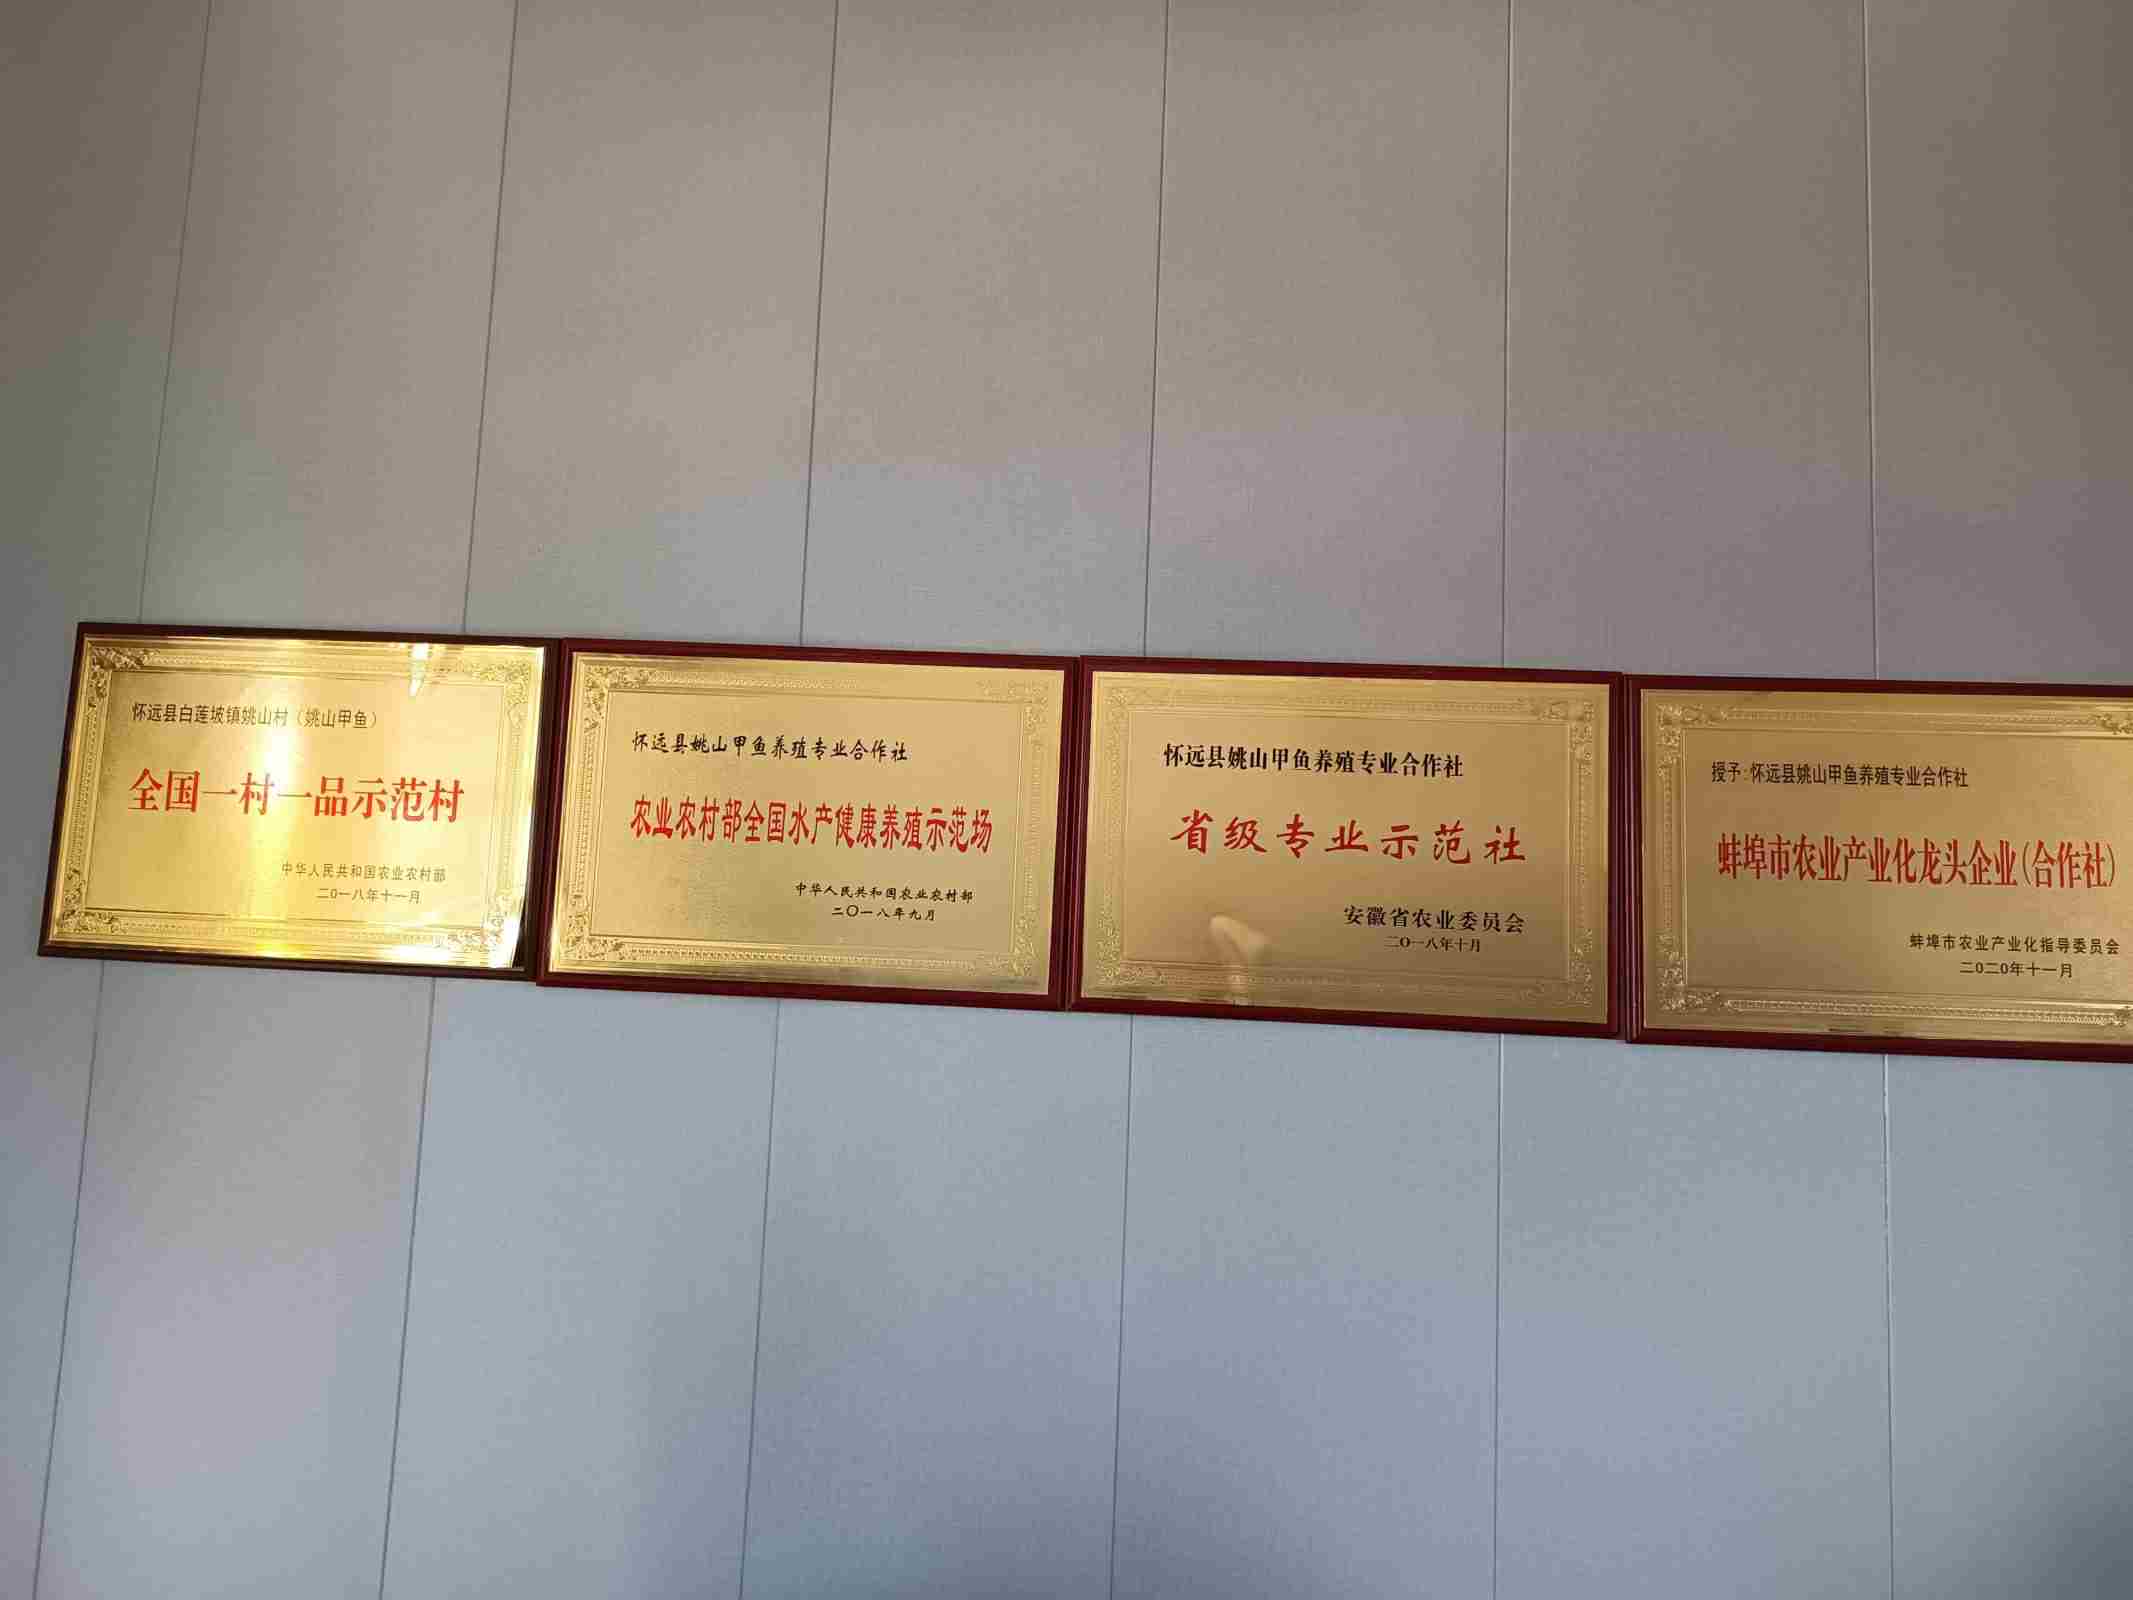 怀远县白莲坡镇姚山村（姚山甲鱼）
全国一村一品示范村
中华人民共和国农业农村部
二0一八年十一月
怀远县姚山甲鱼养殖专业合作社
农业农村部全国水产健康养殖示范场
中华人民共和国农业农村部
二〇一八年九月
怀远县姚山甲鱼养殖专业合作社
省级专业示范社
安徽省农业委员会
二O一八年十月
授予:怀远县姚山甲鱼养殖专业合作社
蚌埠市农业产业化龙头企业(合作社)
蚌埠市农业产业化指导委员会
二0二0年十一月